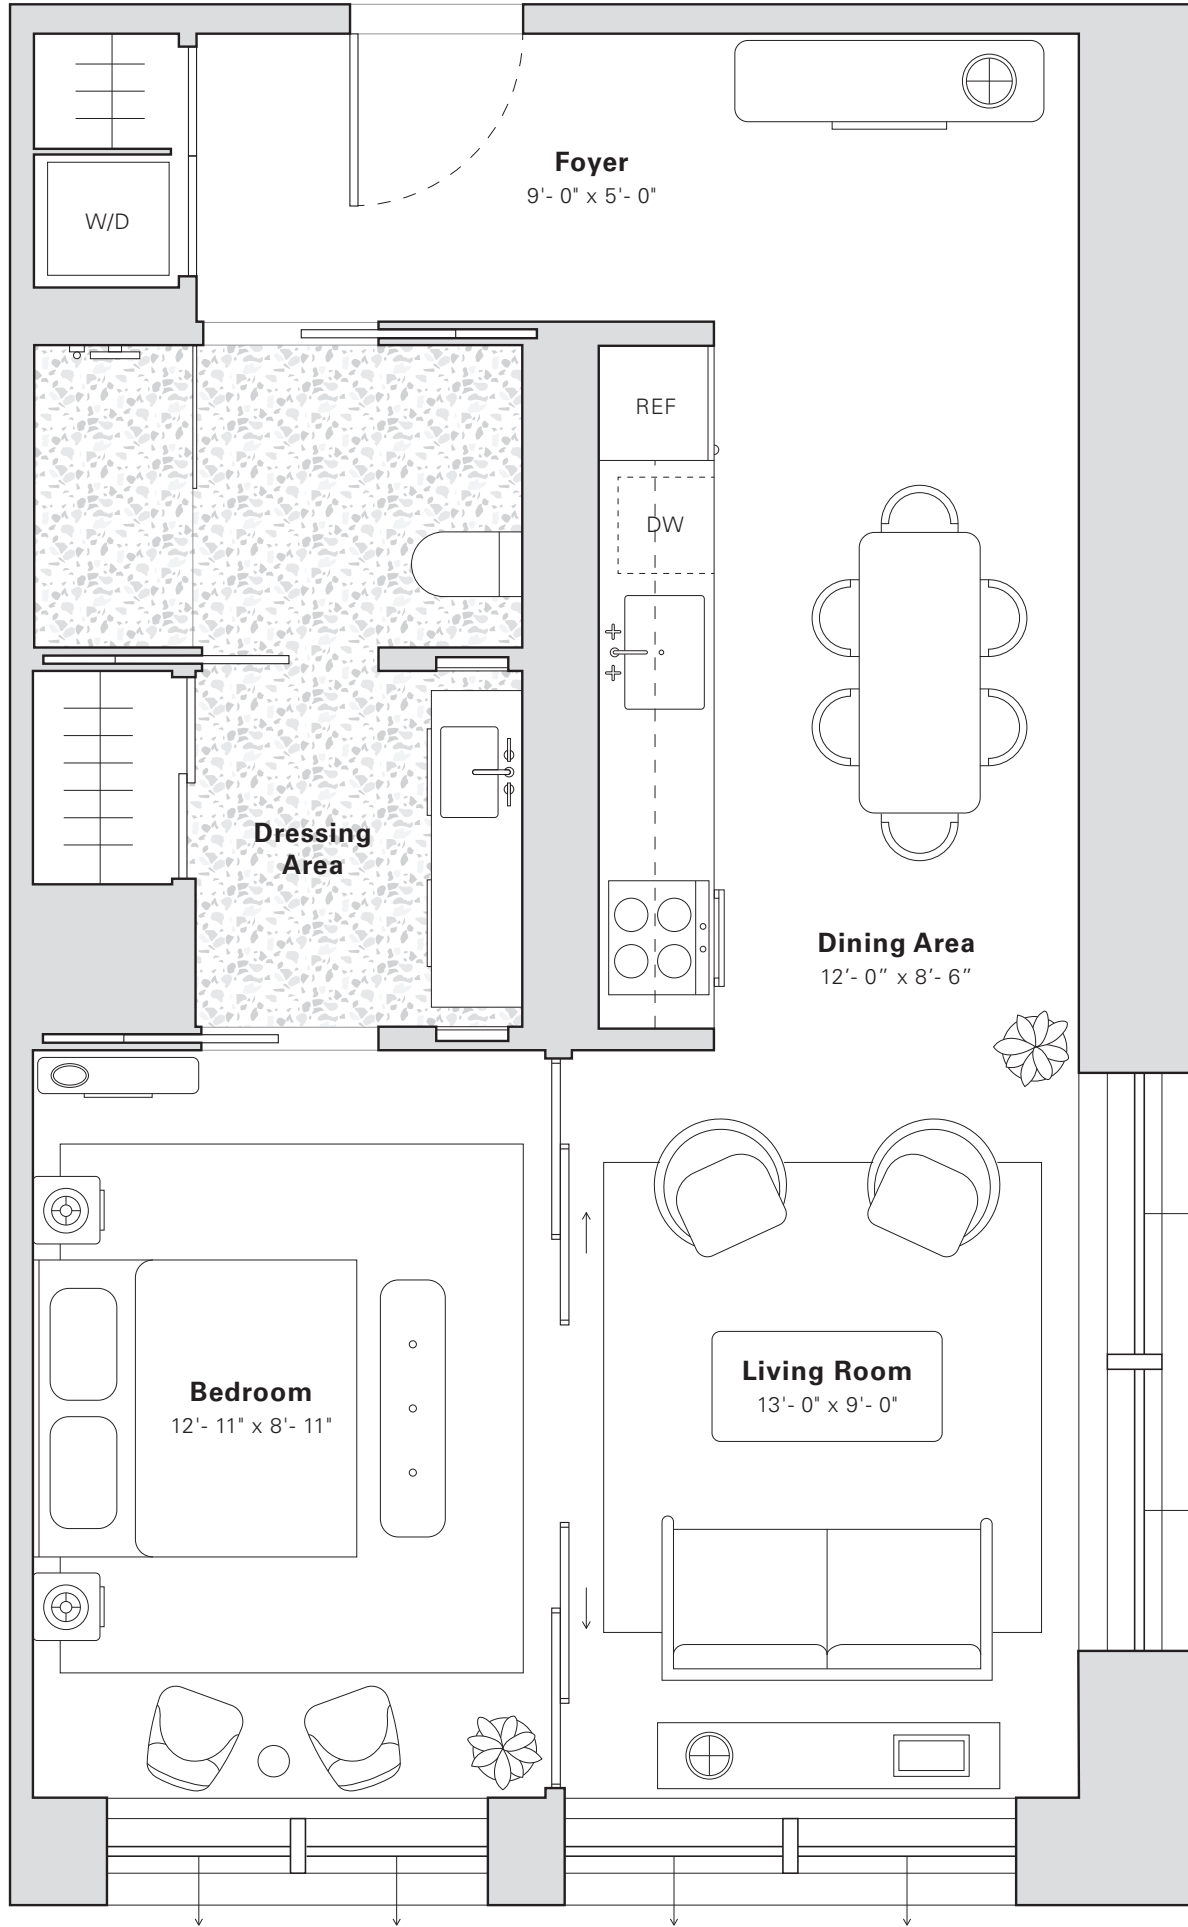 Foyer
9'- 0" x 5'- 0"
W/D
REF
DW
Dressing
Area
Dining Area
12’- 0” x 8’- 6”
Living Room
13'- 0" x 9'- 0"
Bedroom
12'- 11" x 8'- 11"